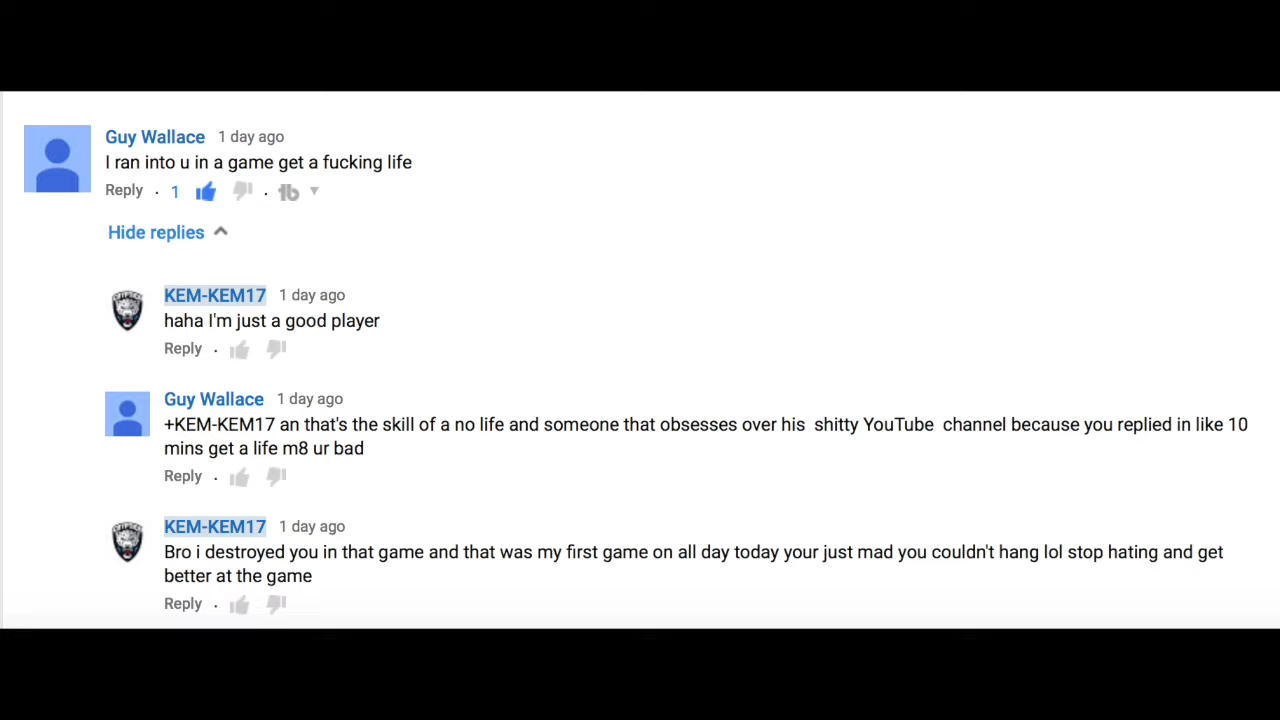 Guy Wallace 1 day ago
I ran into u in a game get a fucking life
Reply · 1
Hide replies
KEM-KEM17 1 day ago
haha I'm just a good player
Reply ·
Guy Wallace 1 day ago
+KEM-KEM17 an that's the skill of a no life and someone that obsesses over his shitty YouTube channel because you replied in like 10
mins get a life m8 ur bad
Reply ·
KEM-KEM17 1 day ago
Bro i destroyed you in that game and that was my first game on all day today your just mad you couldn't hang lol stop hating and get
better at the game
Reply ·